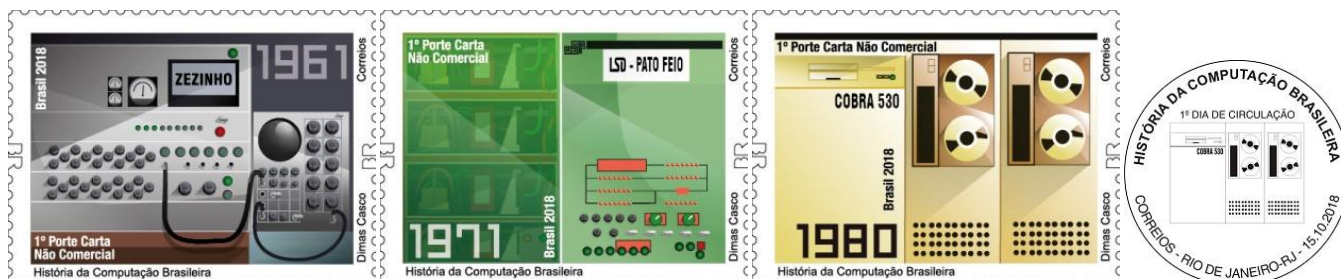 Brasil 2018
ZEZINHO
1961
Correios
BR
Dimas Casco
1º Porte Carta
Não Comercial
História da Computação Brasileira
1º Porte Carta
Não Comercial
LSD - PATO FEIO
Correios
BR
Brasil 2018
1971
Dimas Casco
História da Computação Brasileira
1º Porte Carta Não Comercial
COBRA 530
Correios
BR
Brasil 2018
1980
Dimas Casco
História da Computação Brasileira
HISTÓRIA DA COMPUTAÇÃO BRASILEIRA
1º DIA DE CIRCULAÇÃO
COBRA 530
CORREIOS - RIO DE JANEIRO-RJ - 15.10.2018